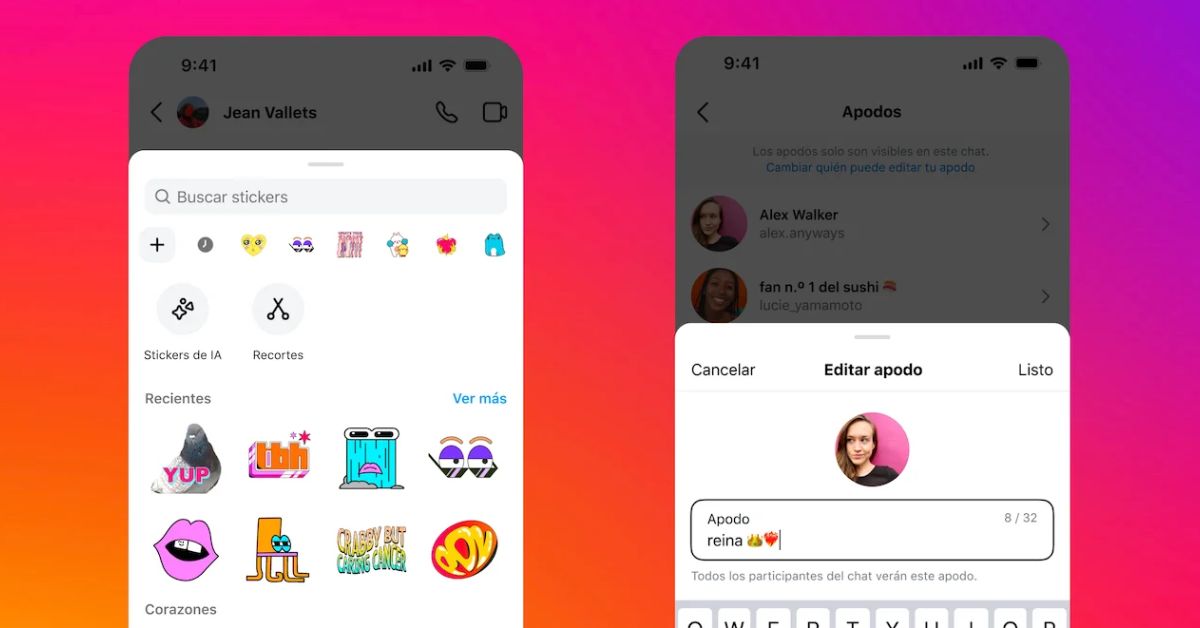 9:41
Jean Vallets
Buscar stickers
Stickers de IA
Recortes
Recientes
Ver más
YUP
tbh
CRABBY BUT
CARING CANCER
Corazones
9:41
Apodos
Los apodos solo son visibles en este chat.
Cambiar quién puede editar tu apodo
Alex Walker
alex.anyways
fan n.º 1 del sushi 🍣
lucie_yamamoto
Cancelar
Editar apodo
Listo
Apodo
8 / 32
reina 👑❤️‍🔥
Todos los participantes del chat verán este apodo.
Q W E R T Y U I O P